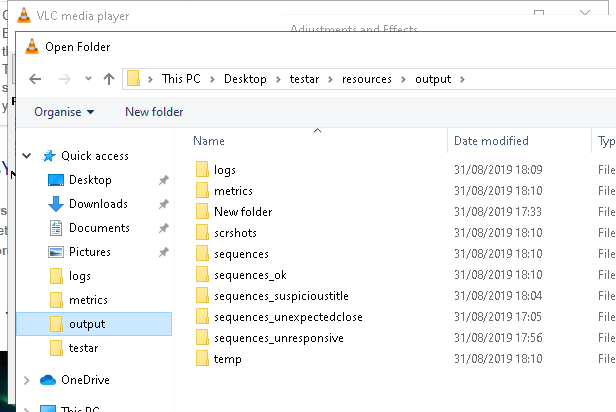 VLC media player
Adjustments and Effects
Open Folder
This PC > Desktop > testar > resources > output >
Organise New folder
Name Date modified Typ
Quick access
Desktop
Downloads
Documents
Pictures
logs
metrics
output
testar
OneDrive
This PC
logs 31/08/2019 18:09 File
metrics 31/08/2019 18:10 File
New folder 31/08/2019 17:33 File
scrshots 31/08/2019 18:10 File
sequences 31/08/2019 18:10 File
sequences_ok 31/08/2019 18:10 File
sequences_suspicioustitle 31/08/2019 18:04 File
sequences_unexpectedclose 31/08/2019 17:05 File
sequences_unresponsive 31/08/2019 17:56 File
temp 31/08/2019 18:10 File